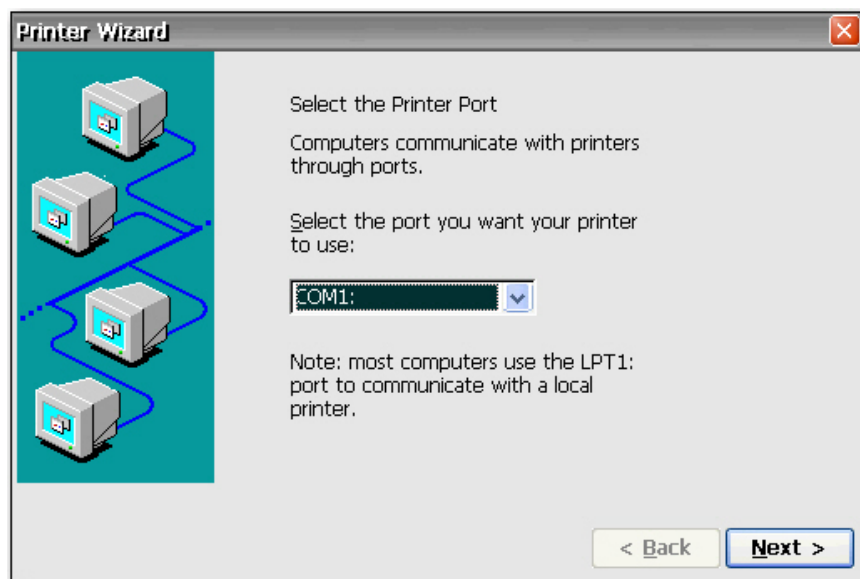 Printer Wizard
Select the Printer Port
Computers communicate with printers
through ports.
Select the port you want your printer
to use:
COM1:
Note: most computers use the LPT1:
port to communicate with a local
printer.
< Back
Next >